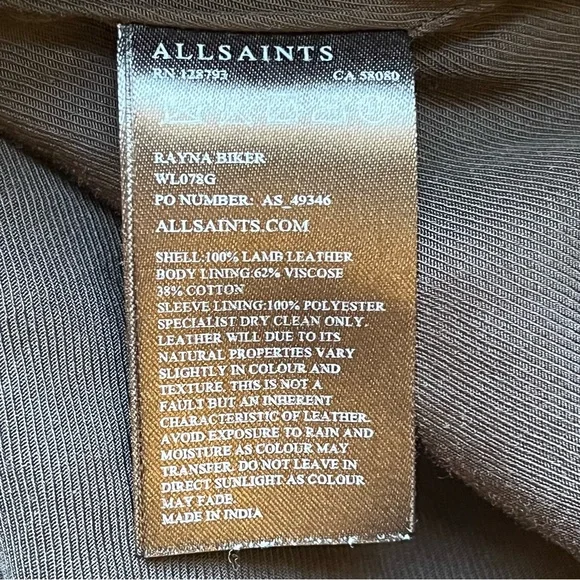 ALLSAINTS
RN 128793 CA 58080
RAYNA BIKER
WL078G
PO NUMBER: AS_49346
ALLSAINTS.COM
SHELL:100% LAMB LEATHER
BODY LINING:62% VISCOSE
38% COTTON
SLEEVE LINING:100% POLYESTER
SPECIALIST DRY CLEAN ONLY.
LEATHER WILL DUE TO ITS
NATURAL PROPERTIES VARY
SLIGHTLY IN COLOUR AND
TEXTURE. THIS IS NOT A
FAULT BUT AN INHERENT
CHARACTERISTIC OF LEATHER.
AVOID EXPOSURE TO RAIN AND
MOISTURE AS COLOUR MAY
TRANSFER. DO NOT LEAVE IN
DIRECT SUNLIGHT AS COLOUR
MAY FADE.
MADE IN INDIA